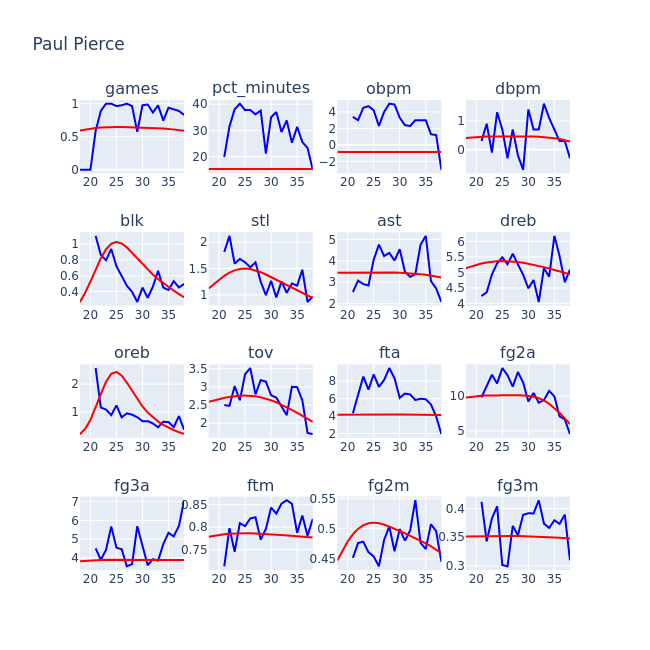 Paul Pierce
games pct_minutes obpm dbpm
1 0.5 0 40 30 20 4 2 0 −2 1 0
20 25 30 35 20 25 30 35 20 25 30 35 20 25 30 35
blk stl ast dreb
1 0.8 0.6 0.4 2 1.5 1 5 4 3 2 6 5.5 5 4.5 4
20 25 30 35 20 25 30 35 20 25 30 35 20 25 30 35
oreb tov fta fg2a
2 1 3.5 3 2.5 2 8 6 4 2 10 5
20 25 30 35 20 25 30 35 20 25 30 35 20 25 30 35
fg3a ftm fg2m fg3m
7 6 5 4 0.85 0.8 0.75 0.55 0.5 0.45 0.4 0.35 0.3
20 25 30 35 20 25 30 35 20 25 30 35 20 25 30 35